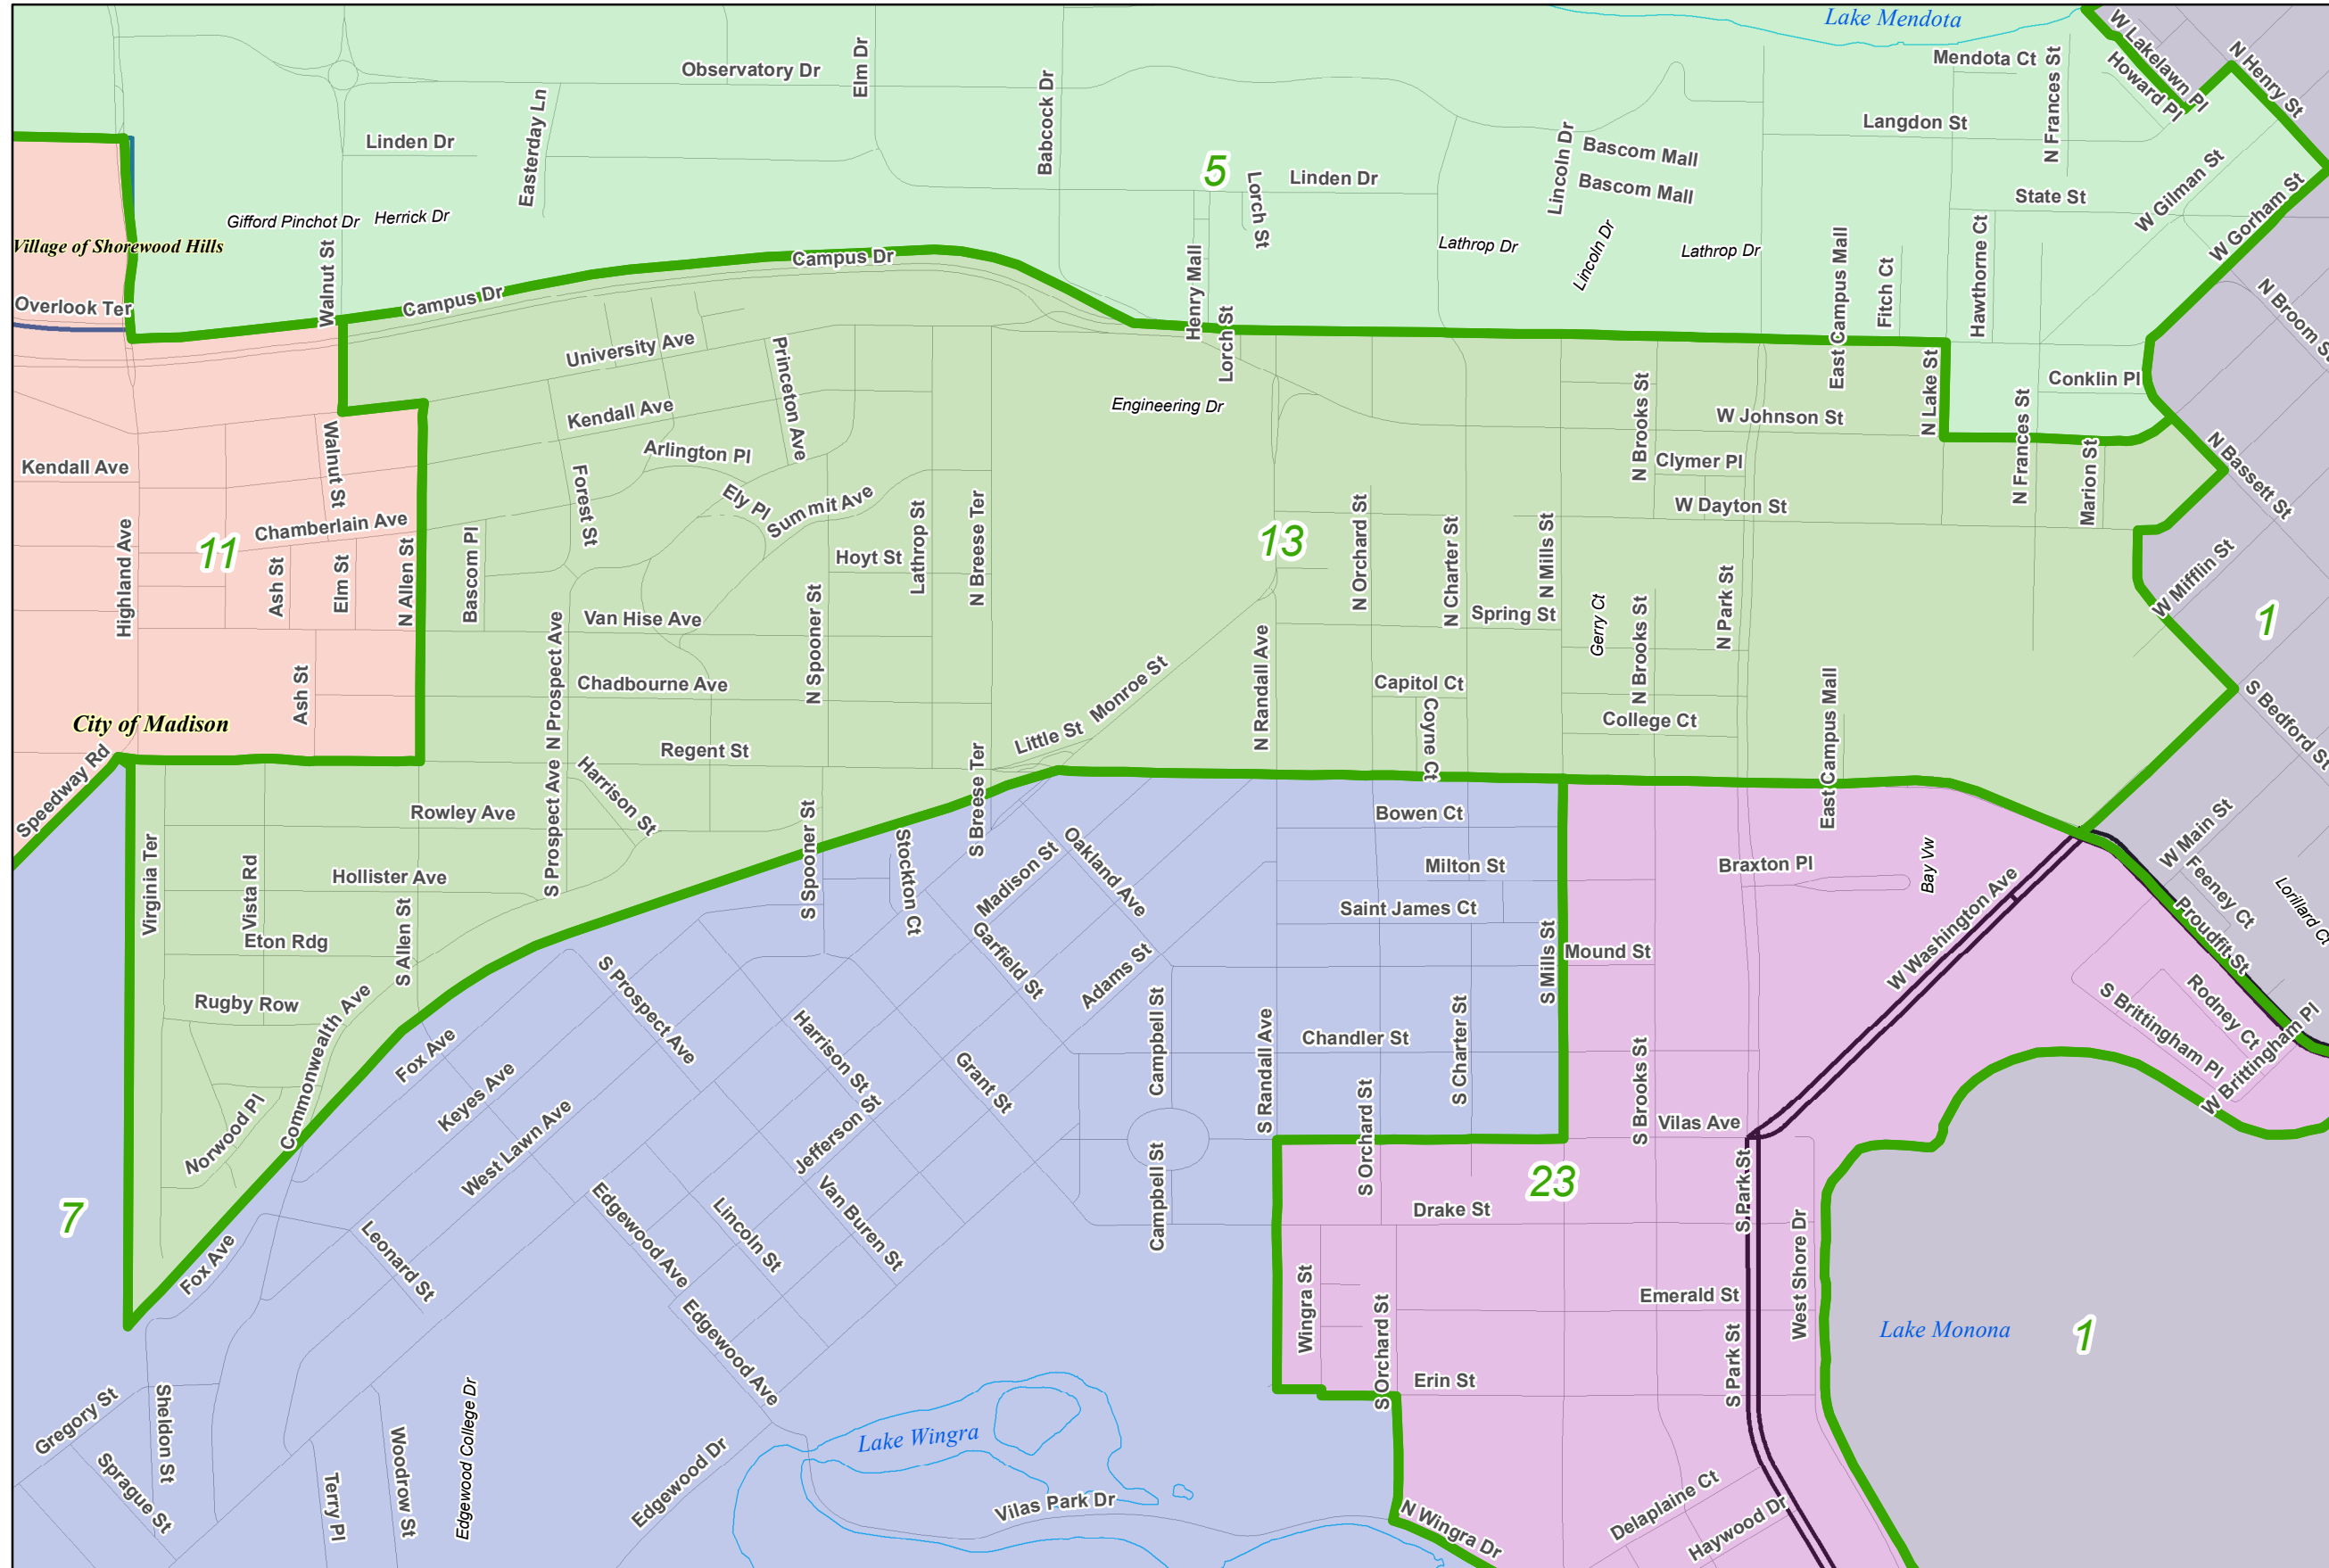 Lake Mendota
W Lakelawn Pl
Howard Pl
N Henry St
Mendota Ct
N Frances St
Observatory Dr
Elm Dr
Babcock Dr
Easterday Ln
Linden Dr
Langdon St
Lincoln Dr
Bascom Mall
Bascom Mall
5
Lorch St
Linden Dr
State St
W Gilman St
W Gorham St
Gifford Pinchot Dr
Herrick Dr
Village of Shorewood Hills
Walnut St
Campus Dr
Campus Dr
Henry Mall
Lathrop Dr
Lincoln Dr
Lathrop Dr
East Campus Mall
Fitch Ct
Hawthorne Ct
N Broom St
Overlook Ter
Lorch St
University Ave
Princeton Ave
N Lake St
Conklin Pl
Kendall Ave
Engineering Dr
N Brooks St
W Johnson St
N Frances St
Marion St
N Bassett St
Walnut St
Kendall Ave
Arlington Pl
Clymer Pl
Forest St
Ely Pl
Summit Ave
Lathrop St
N Breese Ter
W Dayton St
Chamberlain Ave
11
Highland Ave
Ash St
Elm St
N Allen St
Bascom Pl
Hoyt St
13
N Orchard St
N Charter St
N Mills St
Gerry Ct
N Park St
W Mifflin St
1
Van Hise Ave
N Spooner St
Spring St
N Brooks St
N Prospect Ave
Chadbourne Ave
Monroe St
N Randall Ave
Capitol Ct
Coyne Ct
College Ct
East Campus Mall
S Bedford St
Ash St
City of Madison
Regent St
Little St
Speedway Rd
Harrison St
Rowley Ave
S Prospect Ave
S Spooner St
S Breese Ter
Stockton Ct
Bowen Ct
W Main St
Feeney Ct
Lorillard Ct
Virginia Ter
Vista Rd
Hollister Ave
Madison St
Oakland Ave
Milton St
Braxton Pl
Bay Vw
Saint James Ct
W Washington Ave
Proudfit St
Eton Rdg
S Allen St
Garfield St
Adams St
S Mills St
Mound St
Rugby Row
Commonwealth Ave
S Prospect Ave
S Brittingham Pl
Rodney Ct
W Brittingham Pl
Fox Ave
Harrison St
Campbell St
S Randall Ave
Chandler St
S Charter St
S Brooks St
Keyes Ave
West Lawn Ave
Grant St
Norwood Pl
Jefferson St
S Orchard St
Vilas Ave
7
Campbell St
23
S Park St
Drake St
West Shore Dr
Fox Ave
Leonard St
Edgewood Ave
Lincoln St
Van Buren St
Wingra St
Emerald St
S Orchard St
S Park St
Lake Monona
1
Edgewood Ave
Erin St
Gregory St
Sheldon St
Sprague St
Terry Pl
Woodrow St
Edgewood College Dr
Edgewood Dr
Lake Wingra
Vilas Park Dr
N Wingra Dr
Delaplaine Ct
Haywood Dr